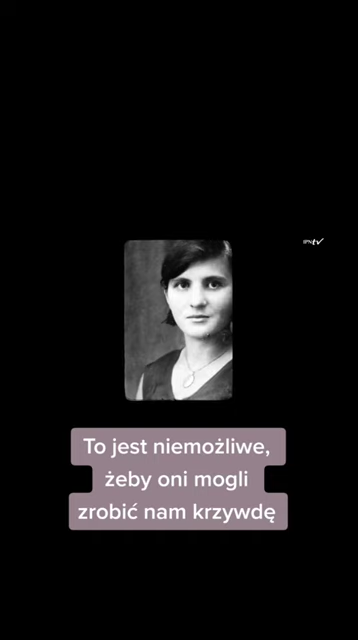 IPNtv
To jest niemożliwe,
żeby oni mogli
zrobić nam krzywdę